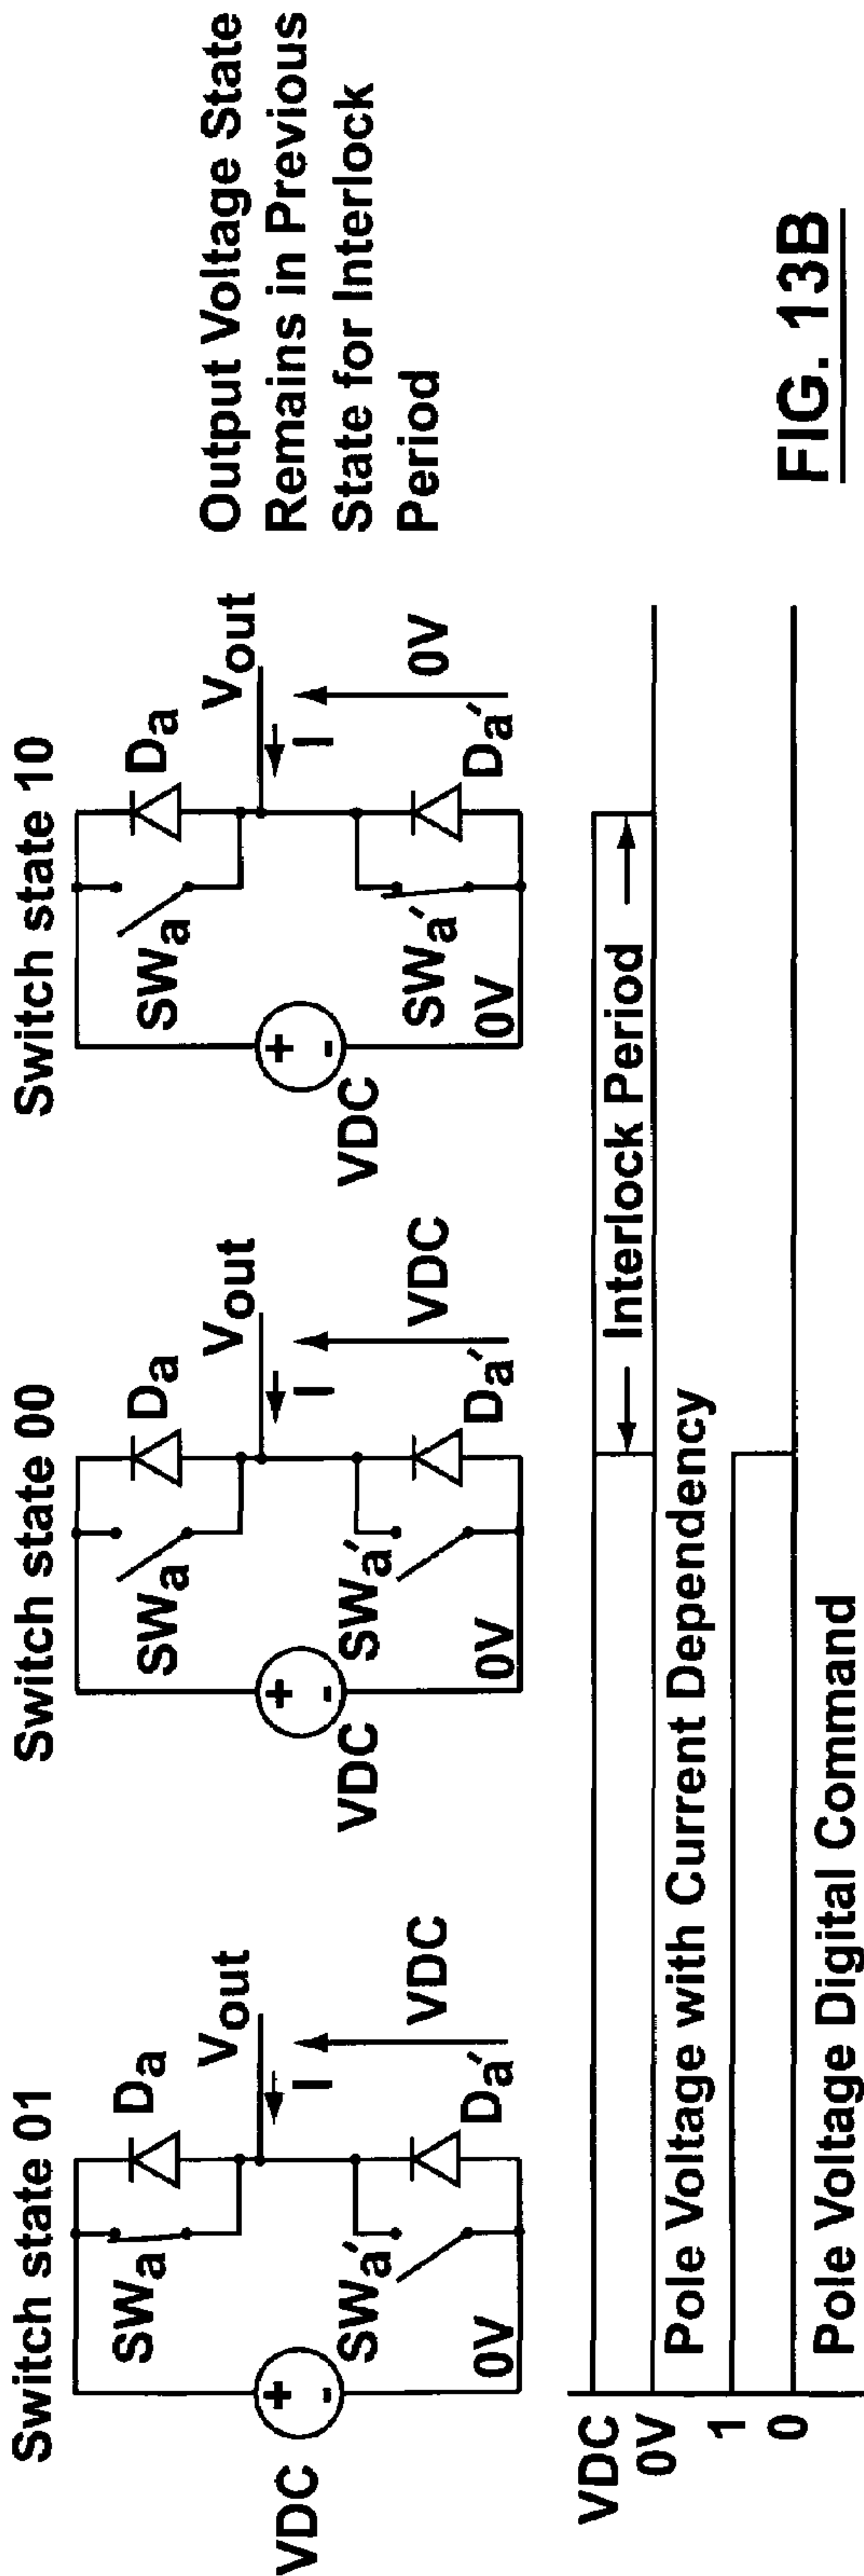 Switch state 01
VDC
+
-
SWa
Da
Vout
I
SWa′
Da′
0V
VDC
Switch state 00
VDC
+
-
SWa
Da
Vout
I
SWa′
Da′
0V
VDC
Switch state 10
VDC
+
-
SWa
Da
Vout
I
SWa′
Da′
0V
0V
Output Voltage State
Remains in Previous
State for Interlock
Period
VDC
0V
Interlock Period
Pole Voltage with Current Dependency
1
0
Pole Voltage Digital Command
FIG. 13B